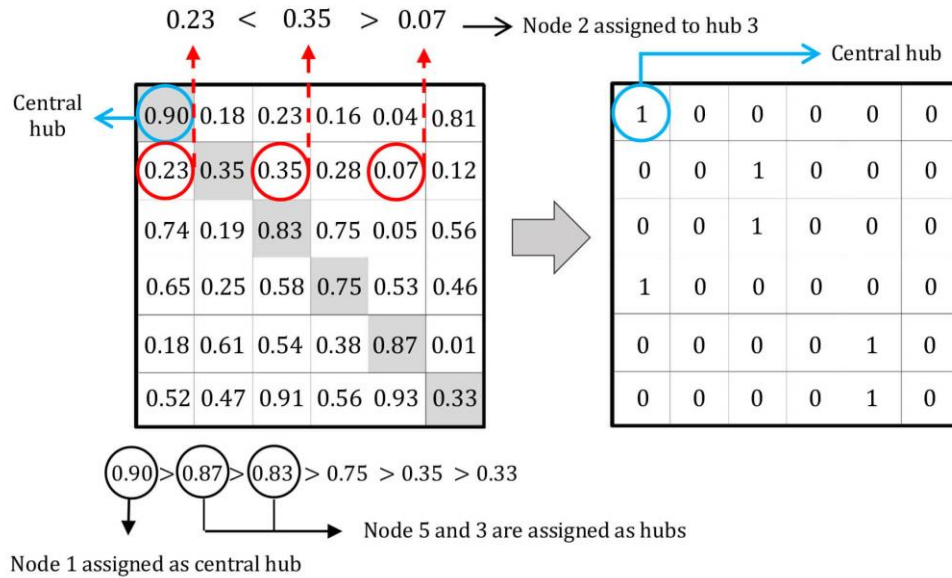 0.23 < 0.35 > 0.07 Node 2 assigned to hub 3
Central hub
Central
hub
0.90 0.18 0.23 0.16 0.04 0.81
0.23 0.35 0.35 0.28 0.07 0.12
0.74 0.19 0.83 0.75 0.05 0.56
0.65 0.25 0.58 0.75 0.53 0.46
0.18 0.61 0.54 0.38 0.87 0.01
0.52 0.47 0.91 0.56 0.93 0.33
1 0 0 0 0 0
0 0 1 0 0 0
0 0 1 0 0 0
1 0 0 0 0 0
0 0 0 0 1 0
0 0 0 0 1 0
0.90 > 0.87 > 0.83 > 0.75 > 0.35 > 0.33
Node 5 and 3 are assigned as hubs
Node 1 assigned as central hub